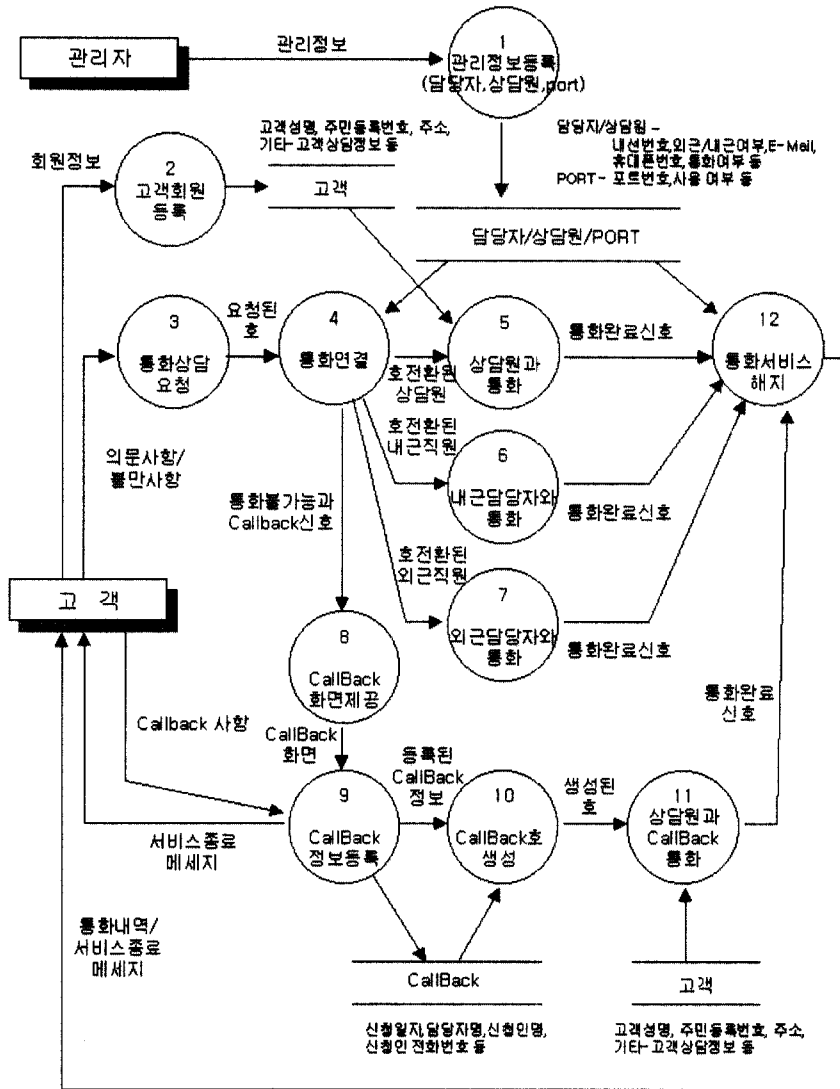 관리자
관리정보
1
관리정보등록
(담당자,상담원,port)
회원정보
2
고객회원
등록
고객성명, 주민등록번호, 주소,
기타-고객상담정보 등
고객
담당자/상담원 -
내선번호,외근/내근여부,E-Mail,
휴대폰번호,통화여부 등
PORT - 포트번호,사용 여부 등
담당자/상담원/PORT
3
통화상담
요청
요청된
호
4
통화연결
호전환원
상담원
5
상담원과
통화
통화완료신호
12
통화서비스
해지
의문사항/
불만사항
호전환된
내근직원
6
내근담당자와
통화
통화완료신호
통화불가능과
Callback신호
호전환된
외근직원
7
외근담당자와
통화
통화완료신호
고 객
8
CallBack
화면제공
통화완료
신호
Callback 사항
CallBack
화면
9
CallBack
정보등록
등록된
CallBack
정보
10
CallBack호
생성
생성된
호
11
상담원과
CallBack
통화
서비스종료
메세지
통화내역/
서비스종료
메세지
CallBack
신청일자,담당자명,신청인명,
신청인 전화번호 등
고객
고객성명, 주민등록번호, 주소,
기타-고객상담정보 등